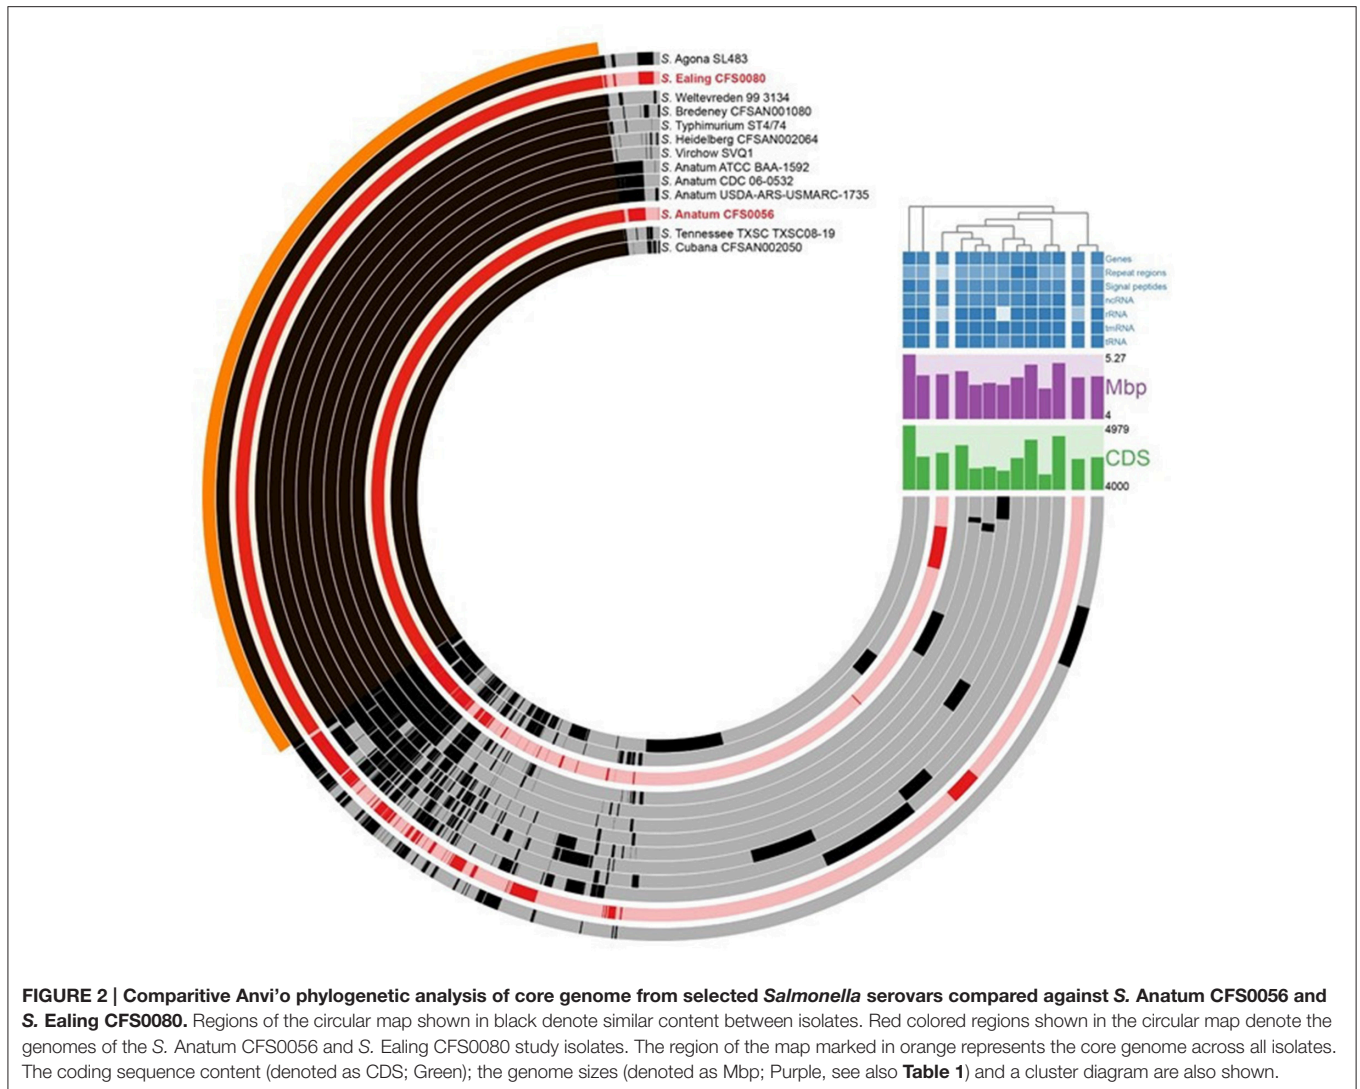 S. Agona SL483
S. Ealing CFS0080
S. Weltevreden 99 3134
S. Bredeney CFSAN001080
S. Typhimurium ST4/74
S. Heidelberg CFSAN002064
S. Virchow SVQ1
S. Anatum ATCC BAA-1592
S. Anatum CDC 06-0532
S. Anatum USDA-ARS-USMARC-1735
S. Anatum CFS0056
S. Tennessee TXSC TXSC08-19
S. Cubana CFSAN002050
Genes
Repeat regions
Signal peptides
ncRNA
rRNA
tmRNA
tRNA
5.27
Mbp
4
4979
CDS
4000
FIGURE 2 | Comparitive Anvi'o phylogenetic analysis of core genome from selected Salmonella serovars compared against S. Anatum CFS0056 and
S. Ealing CFS0080. Regions of the circular map shown in black denote similar content between isolates. Red colored regions shown in the circular map denote the
genomes of the S. Anatum CFS0056 and S. Ealing CFS0080 study isolates. The region of the map marked in orange represents the core genome across all isolates.
The coding sequence content (denoted as CDS; Green); the genome sizes (denoted as Mbp; Purple, see also Table 1) and a cluster diagram are also shown.